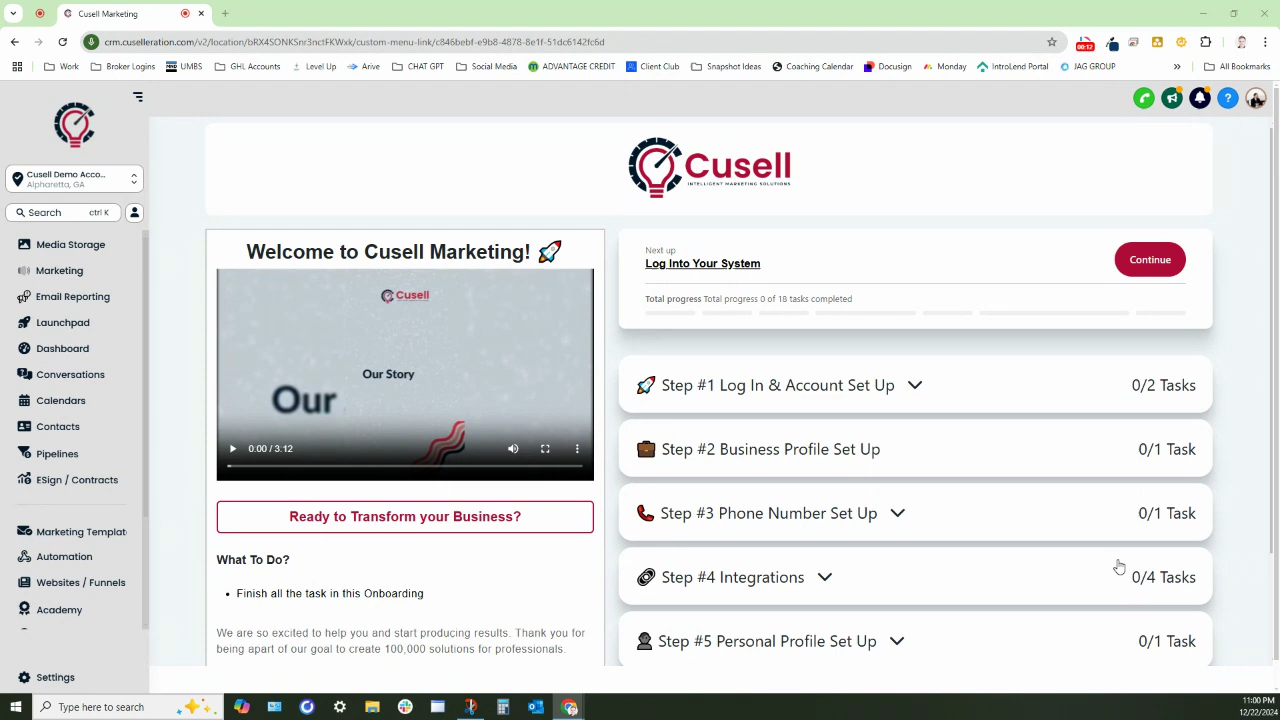 Cusell Marketing
crm.cuselleration.com/v2/location/bRX4SONKSnr3nctFKWxk/custom-menu-link/c846bebf-e9b8-4878-8e1f-51dc6142fc6d
00:12
Work
Broker Logins
UMBS
GHL Accounts
Level Up
Arive
CHAT GPT
Social Media
ADVANTAGE CREDIT
Client Club
Snapshot Ideas
Coaching Calendar
Docusign
Monday
IntroLend Portal
JAG GROUP
All Bookmarks
Cusell Demo Acco...
Alpharetta, GA
Search ctrl K
Media Storage
Marketing
Email Reporting
Launchpad
Dashboard
Conversations
Calendars
Contacts
Pipelines
ESign / Contracts
Marketing Templat
Automation
Websites / Funnels
Academy
Settings
Cusell
INTELLIGENT MARKETING SOLUTIONS
Welcome to Cusell Marketing! 🚀
Cusell
Our Story
Our
0:00 / 3:12
Ready to Transform your Business?
What To Do?
• Finish all the task in this Onboarding
We are so excited to help you and start producing results. Thank you for
being apart of our goal to create 100,000 solutions for professionals.
Next up
Log Into Your System
Continue
Total progress Total progress 0 of 18 tasks completed
Step #1 Log In & Account Set Up 0/2 Tasks
Step #2 Business Profile Set Up 0/1 Task
Step #3 Phone Number Set Up 0/1 Task
Step #4 Integrations 0/4 Tasks
Step #5 Personal Profile Set Up 0/1 Task
Type here to search
11:00 PM
12/22/2024